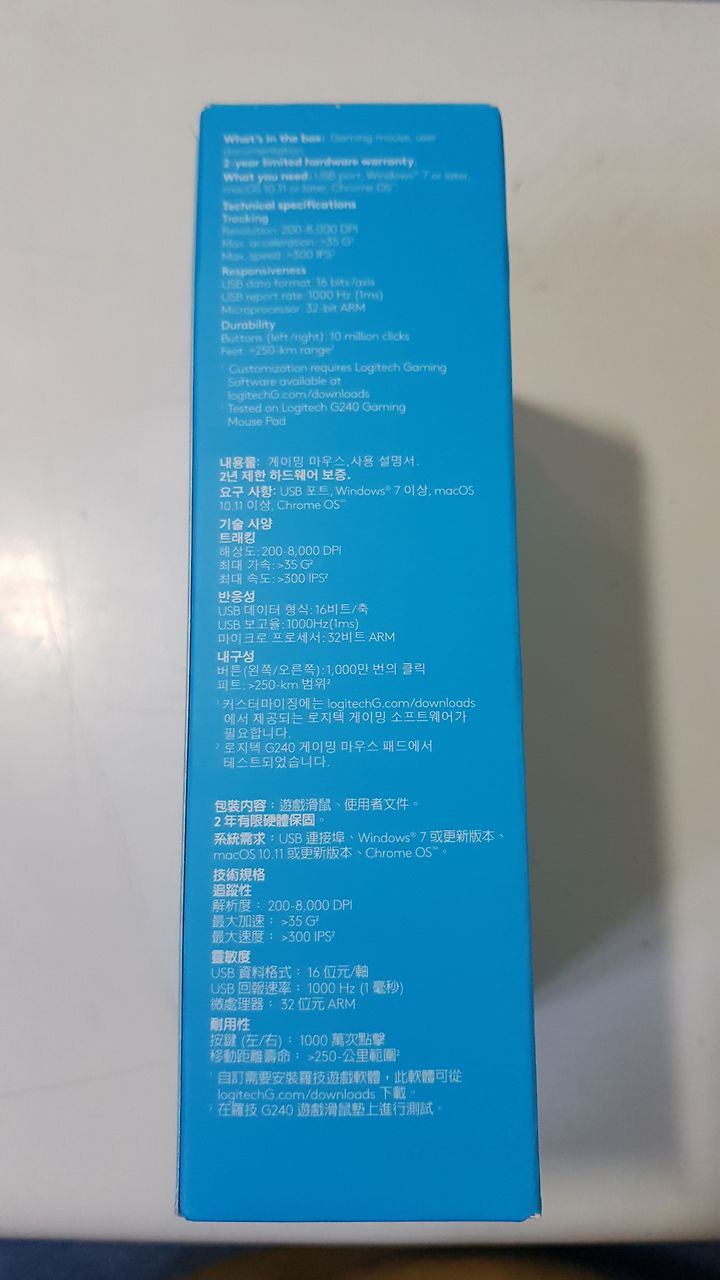 What's in the box: Gaming mouse, user
documentation
2-year limited hardware warranty.
What you need: USB port, Windows® 7 or later,
macOS 10.11 or later, Chrome OS™
Technical specifications
Tracking
Resolution: 200-8,000 DPI
Max. acceleration: >35 G²
Max. speed: >300 IPS²
Responsiveness
USB data format: 16 bits/axis
USB report rate: 1000 Hz (1ms)
Microprocessor: 32-bit ARM
Durability
Buttons (left/right): 10 million clicks
Feet: >250-km range²
¹ Customization requires Logitech Gaming
Software available at
logitechG.com/downloads
² Tested on Logitech G240 Gaming
Mouse Pad
내용물: 게이밍 마우스,사용 설명서.
2년 제한 하드웨어 보증.
요구 사항: USB 포트, Windows® 7 이상, macOS
10.11 이상, Chrome OS™
기술 사양
트래킹
해상도: 200-8,000 DPI
최대 가속: >35 G²
최대 속도: >300 IPS²
반응성
USB 데이터 형식: 16비트/축
USB 보고율: 1000Hz(1ms)
마이크로 프로세서: 32비트 ARM
내구성
버튼(왼쪽/오른쪽): 1,000만 번의 클릭
피트: >250-km 범위²
¹ 커스터마이징에는 logitechG.com/downloads
에서 제공되는 로지텍 게이밍 소프트웨어가
필요합니다.
² 로지텍 G240 게이밍 마우스 패드에서
테스트되었습니다.
包裝內容：遊戲滑鼠、使用者文件。
2 年有限硬體保固。
系統需求：USB 連接埠、Windows® 7 或更新版本、
macOS 10.11 或更新版本、Chrome OS™。
技術規格
追蹤性
解析度： 200-8,000 DPI
最大加速： >35 G²
最大速度： >300 IPS²
靈敏度
USB 資料格式： 16 位元/軸
USB 回報速率： 1000 Hz (1 毫秒)
微處理器： 32 位元 ARM
耐用性
按鍵 (左/右)： 1000 萬次點擊
移動距離壽命： >250-公里範圍²
¹ 自訂需要安裝羅技遊戲軟體，此軟體可從
logitechG.com/downloads 下載。
² 在羅技 G240 遊戲滑鼠墊上進行測試。